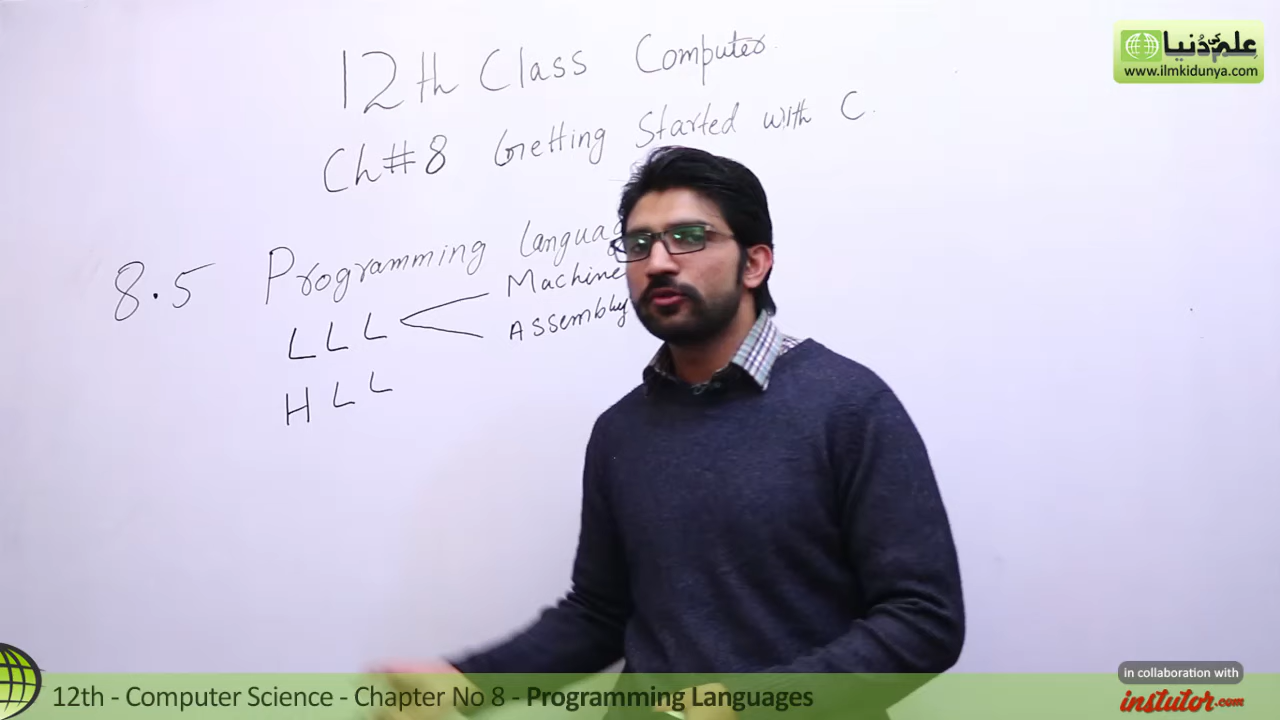 12th Class Computer
Ch#8 Getting Started with C.
8.5 Programming Languag
LLL Machine
Assembly
HLL
علم کی دنیا
www.ilmkidunya.com
in collaboration with
instutor.com
12th - Computer Science - Chapter No 8 - Programming Languages